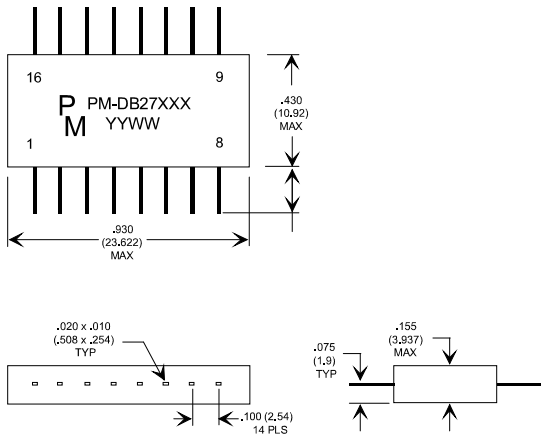 16
9
P
M
PM-DB27XXX
YYWW
1
8
.430
(10.92)
MAX
.930
(23.622)
MAX
.020 x .010
(.508 x .254)
TYP
.100 (2.54)
14 PLS
.075
(1.9)
TYP
.155
(3.937)
MAX